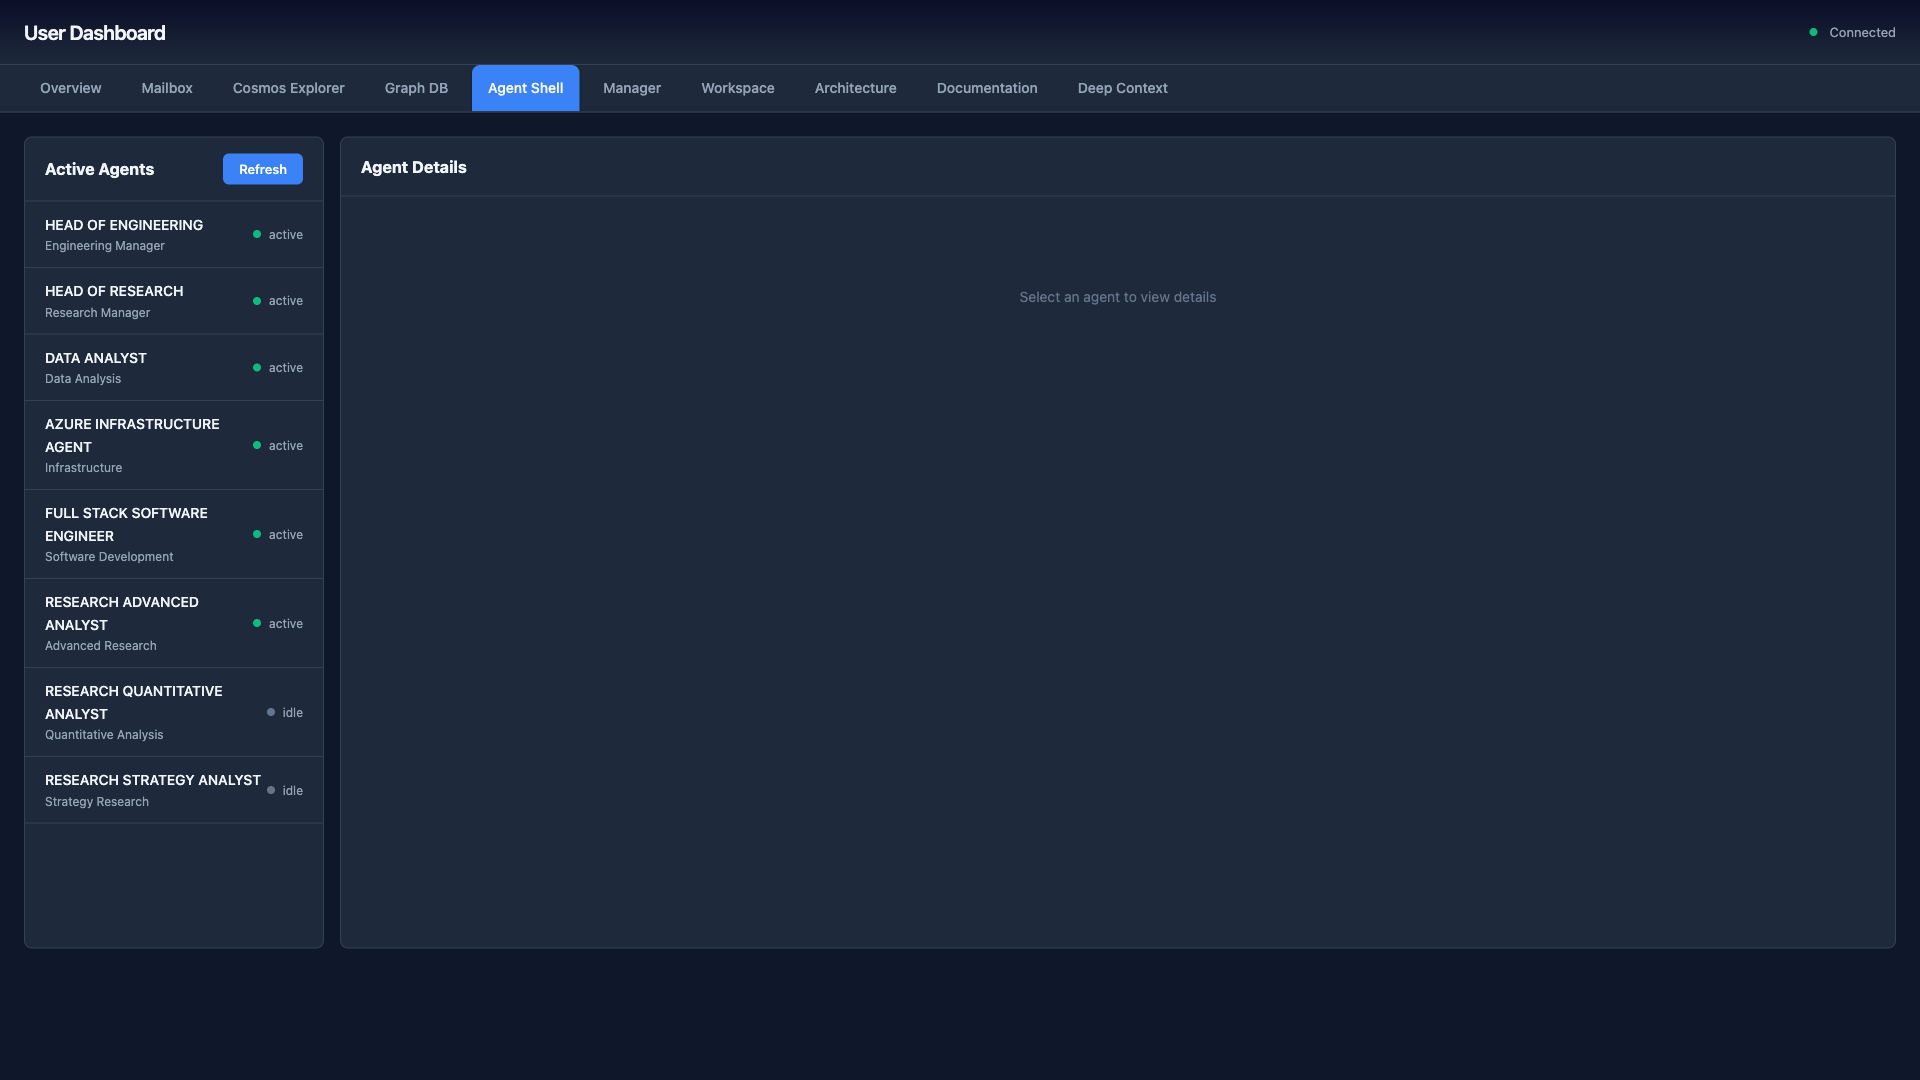 User Dashboard
Connected
Overview
Mailbox
Cosmos Explorer
Graph DB
Agent Shell
Manager
Workspace
Architecture
Documentation
Deep Context
Active Agents
Refresh
HEAD OF ENGINEERING
Engineering Manager
active
HEAD OF RESEARCH
Research Manager
active
DATA ANALYST
Data Analysis
active
AZURE INFRASTRUCTURE
AGENT
Infrastructure
active
FULL STACK SOFTWARE
ENGINEER
Software Development
active
RESEARCH ADVANCED
ANALYST
Advanced Research
active
RESEARCH QUANTITATIVE
ANALYST
Quantitative Analysis
idle
RESEARCH STRATEGY ANALYST
Strategy Research
idle
Agent Details
Select an agent to view details